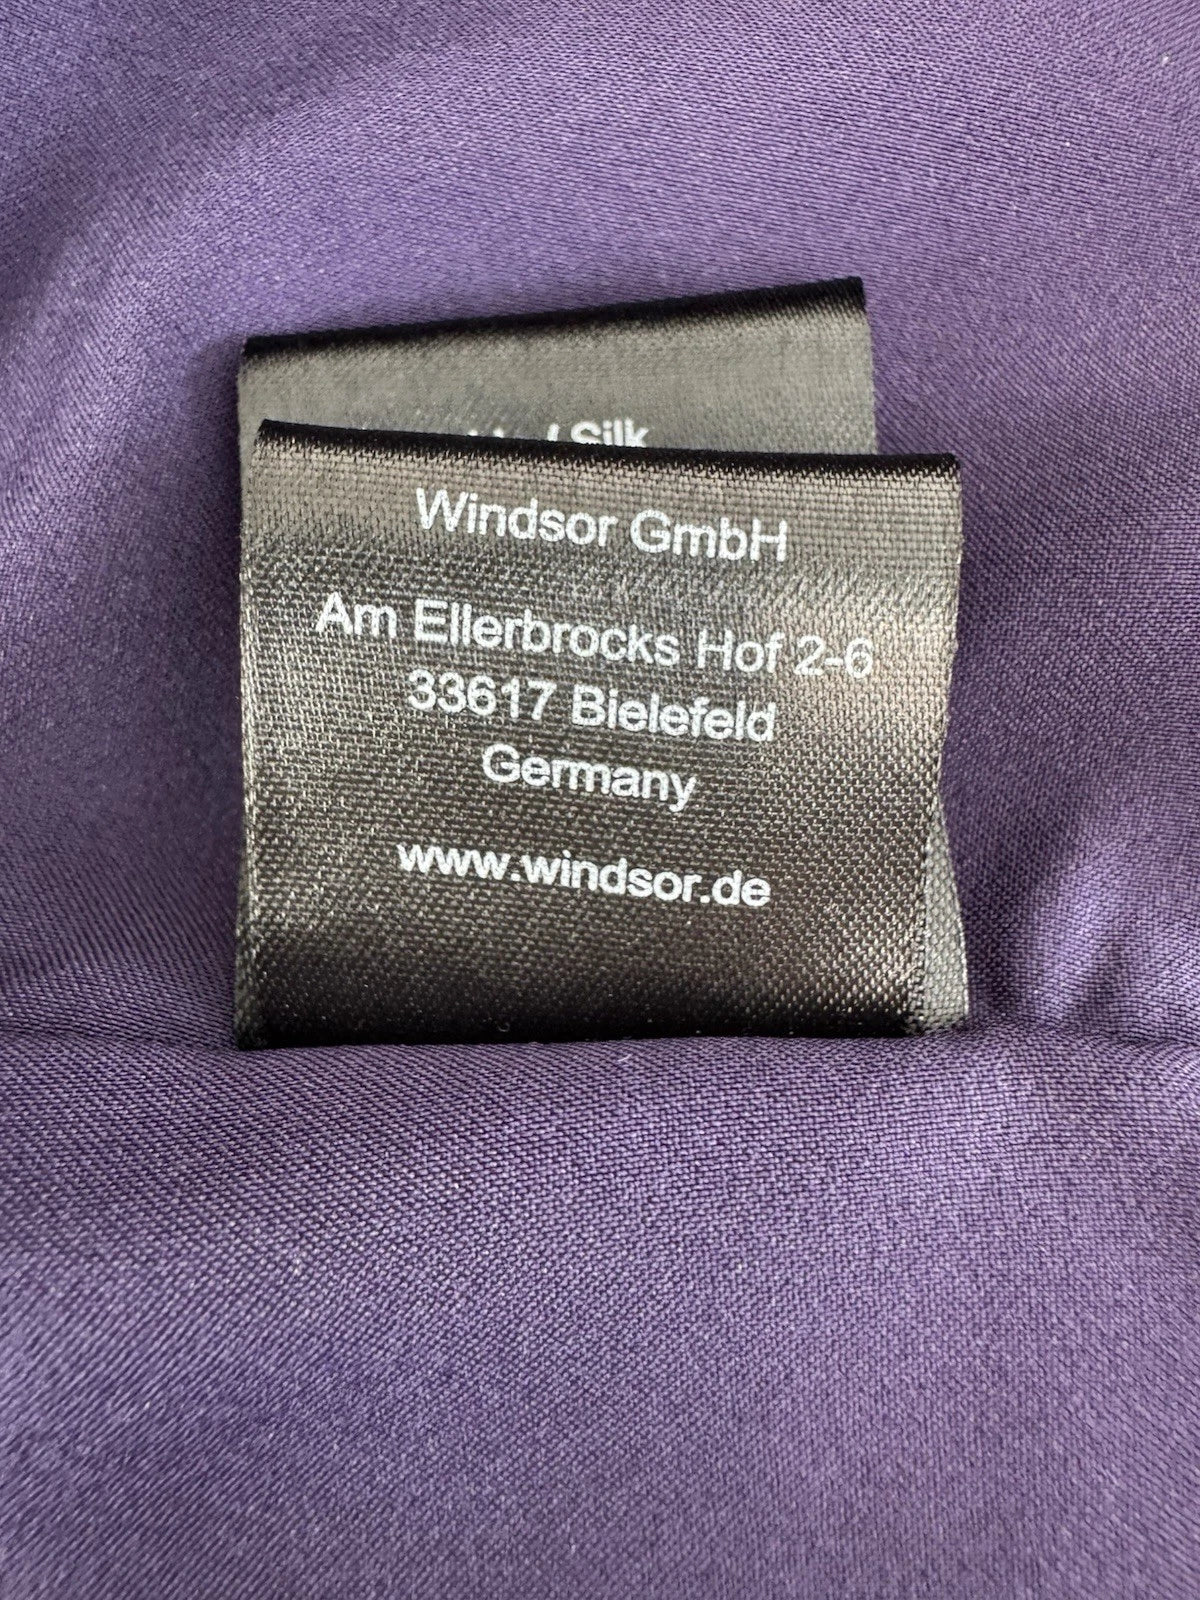 / Silk
Windsor GmbH
Am Ellerbrocks Hof 2-6
33617 Bielefeld
Germany
www.windsor.de